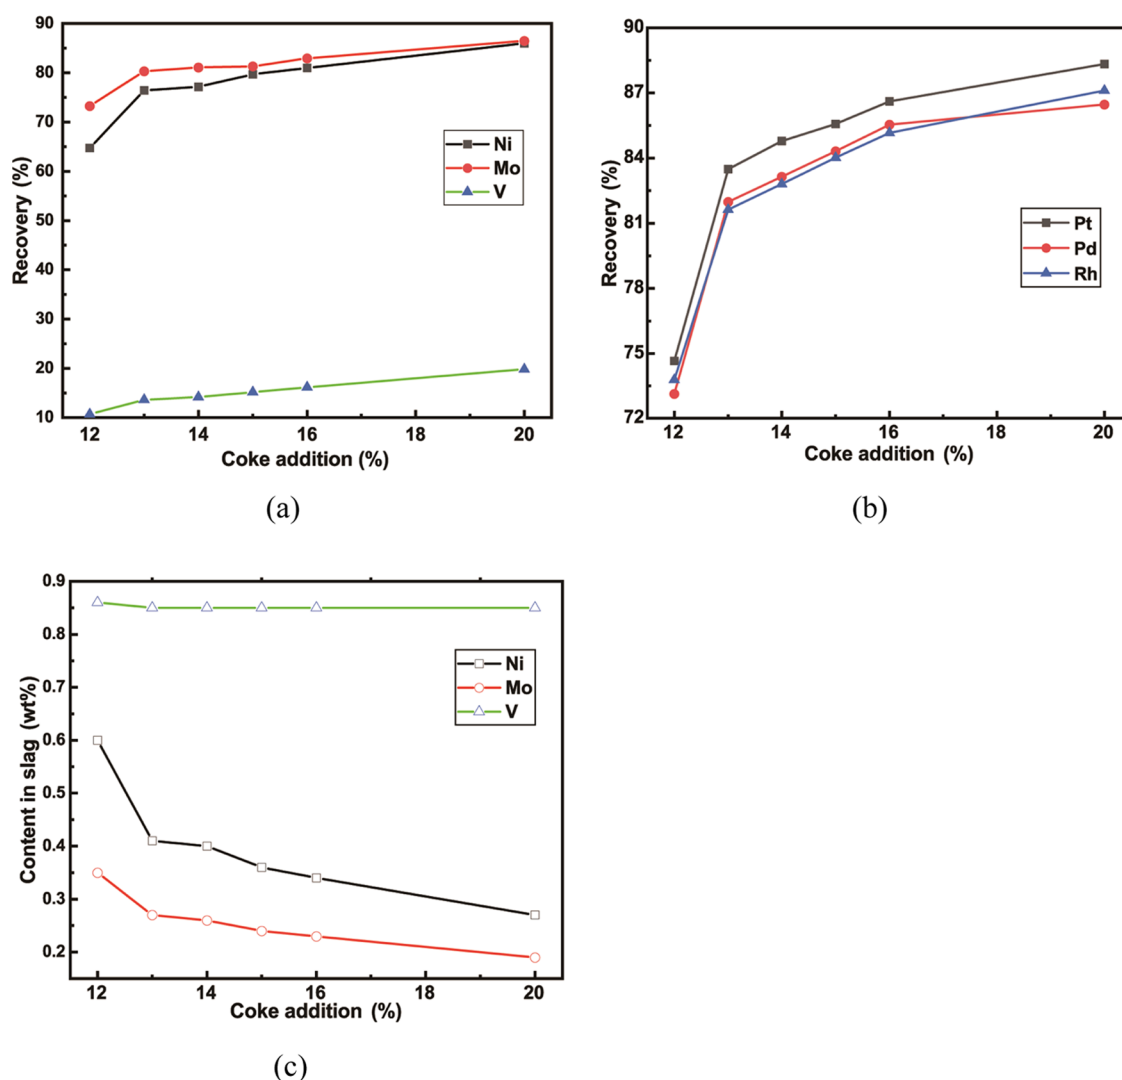 90
80
70
60
50
40
30
20
10
Recovery (%)
Ni
Mo
V
12 14 16 18 20
Coke addition (%)
(a)
90
87
84
81
78
75
72
Recovery (%)
Pt
Pd
Rh
12 14 16 18 20
Coke addition (%)
(b)
0.9
0.8
0.7
0.6
0.5
0.4
0.3
0.2
Content in slag (wt%)
Ni
Mo
V
12 14 16 18 20
Coke addition (%)
(c)